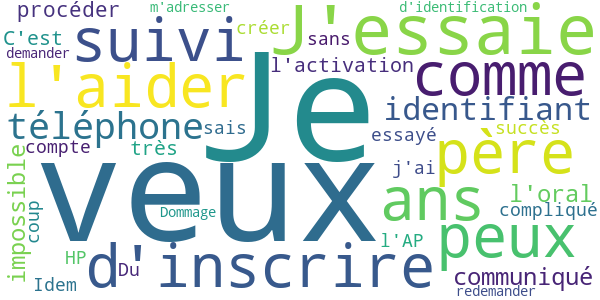 procéder
m'adresser
d'identification
C'est
suivi
créer
sans
J'essaie
demander
l'activation
l'aider
Je
comme
identifiant
téléphone
sais
essayé
succès
compte
très
père
j'ai
impossible
veux
ans
l'oral
coup
Dommage
compliqué
peux
l'AP
HP
Du
d'inscrire
communiqué
Idem
redemander